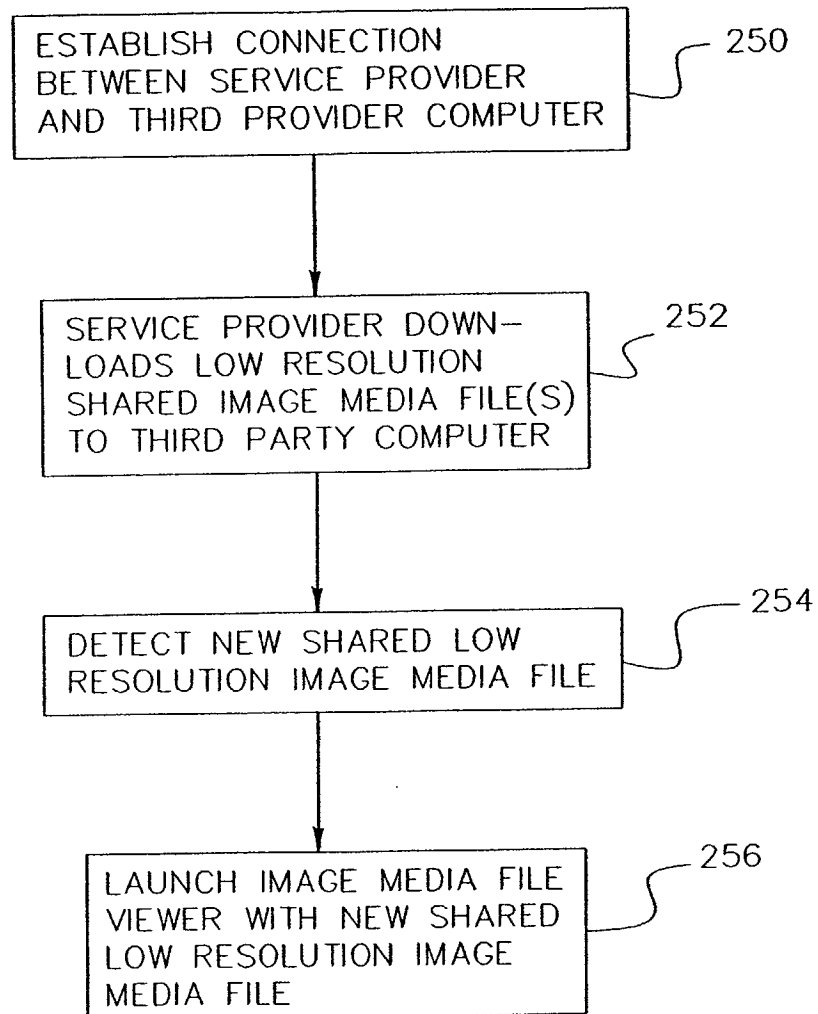 ESTABLISH CONNECTION
BETWEEN SERVICE PROVIDER
AND THIRD PROVIDER COMPUTER
250
SERVICE PROVIDER DOWN-
LOADS LOW RESOLUTION
SHARED IMAGE MEDIA FILE(S)
TO THIRD PARTY COMPUTER
252
DETECT NEW SHARED LOW
RESOLUTION IMAGE MEDIA FILE
254
LAUNCH IMAGE MEDIA FILE
VIEWER WITH NEW SHARED
LOW RESOLUTION IMAGE
MEDIA FILE
256